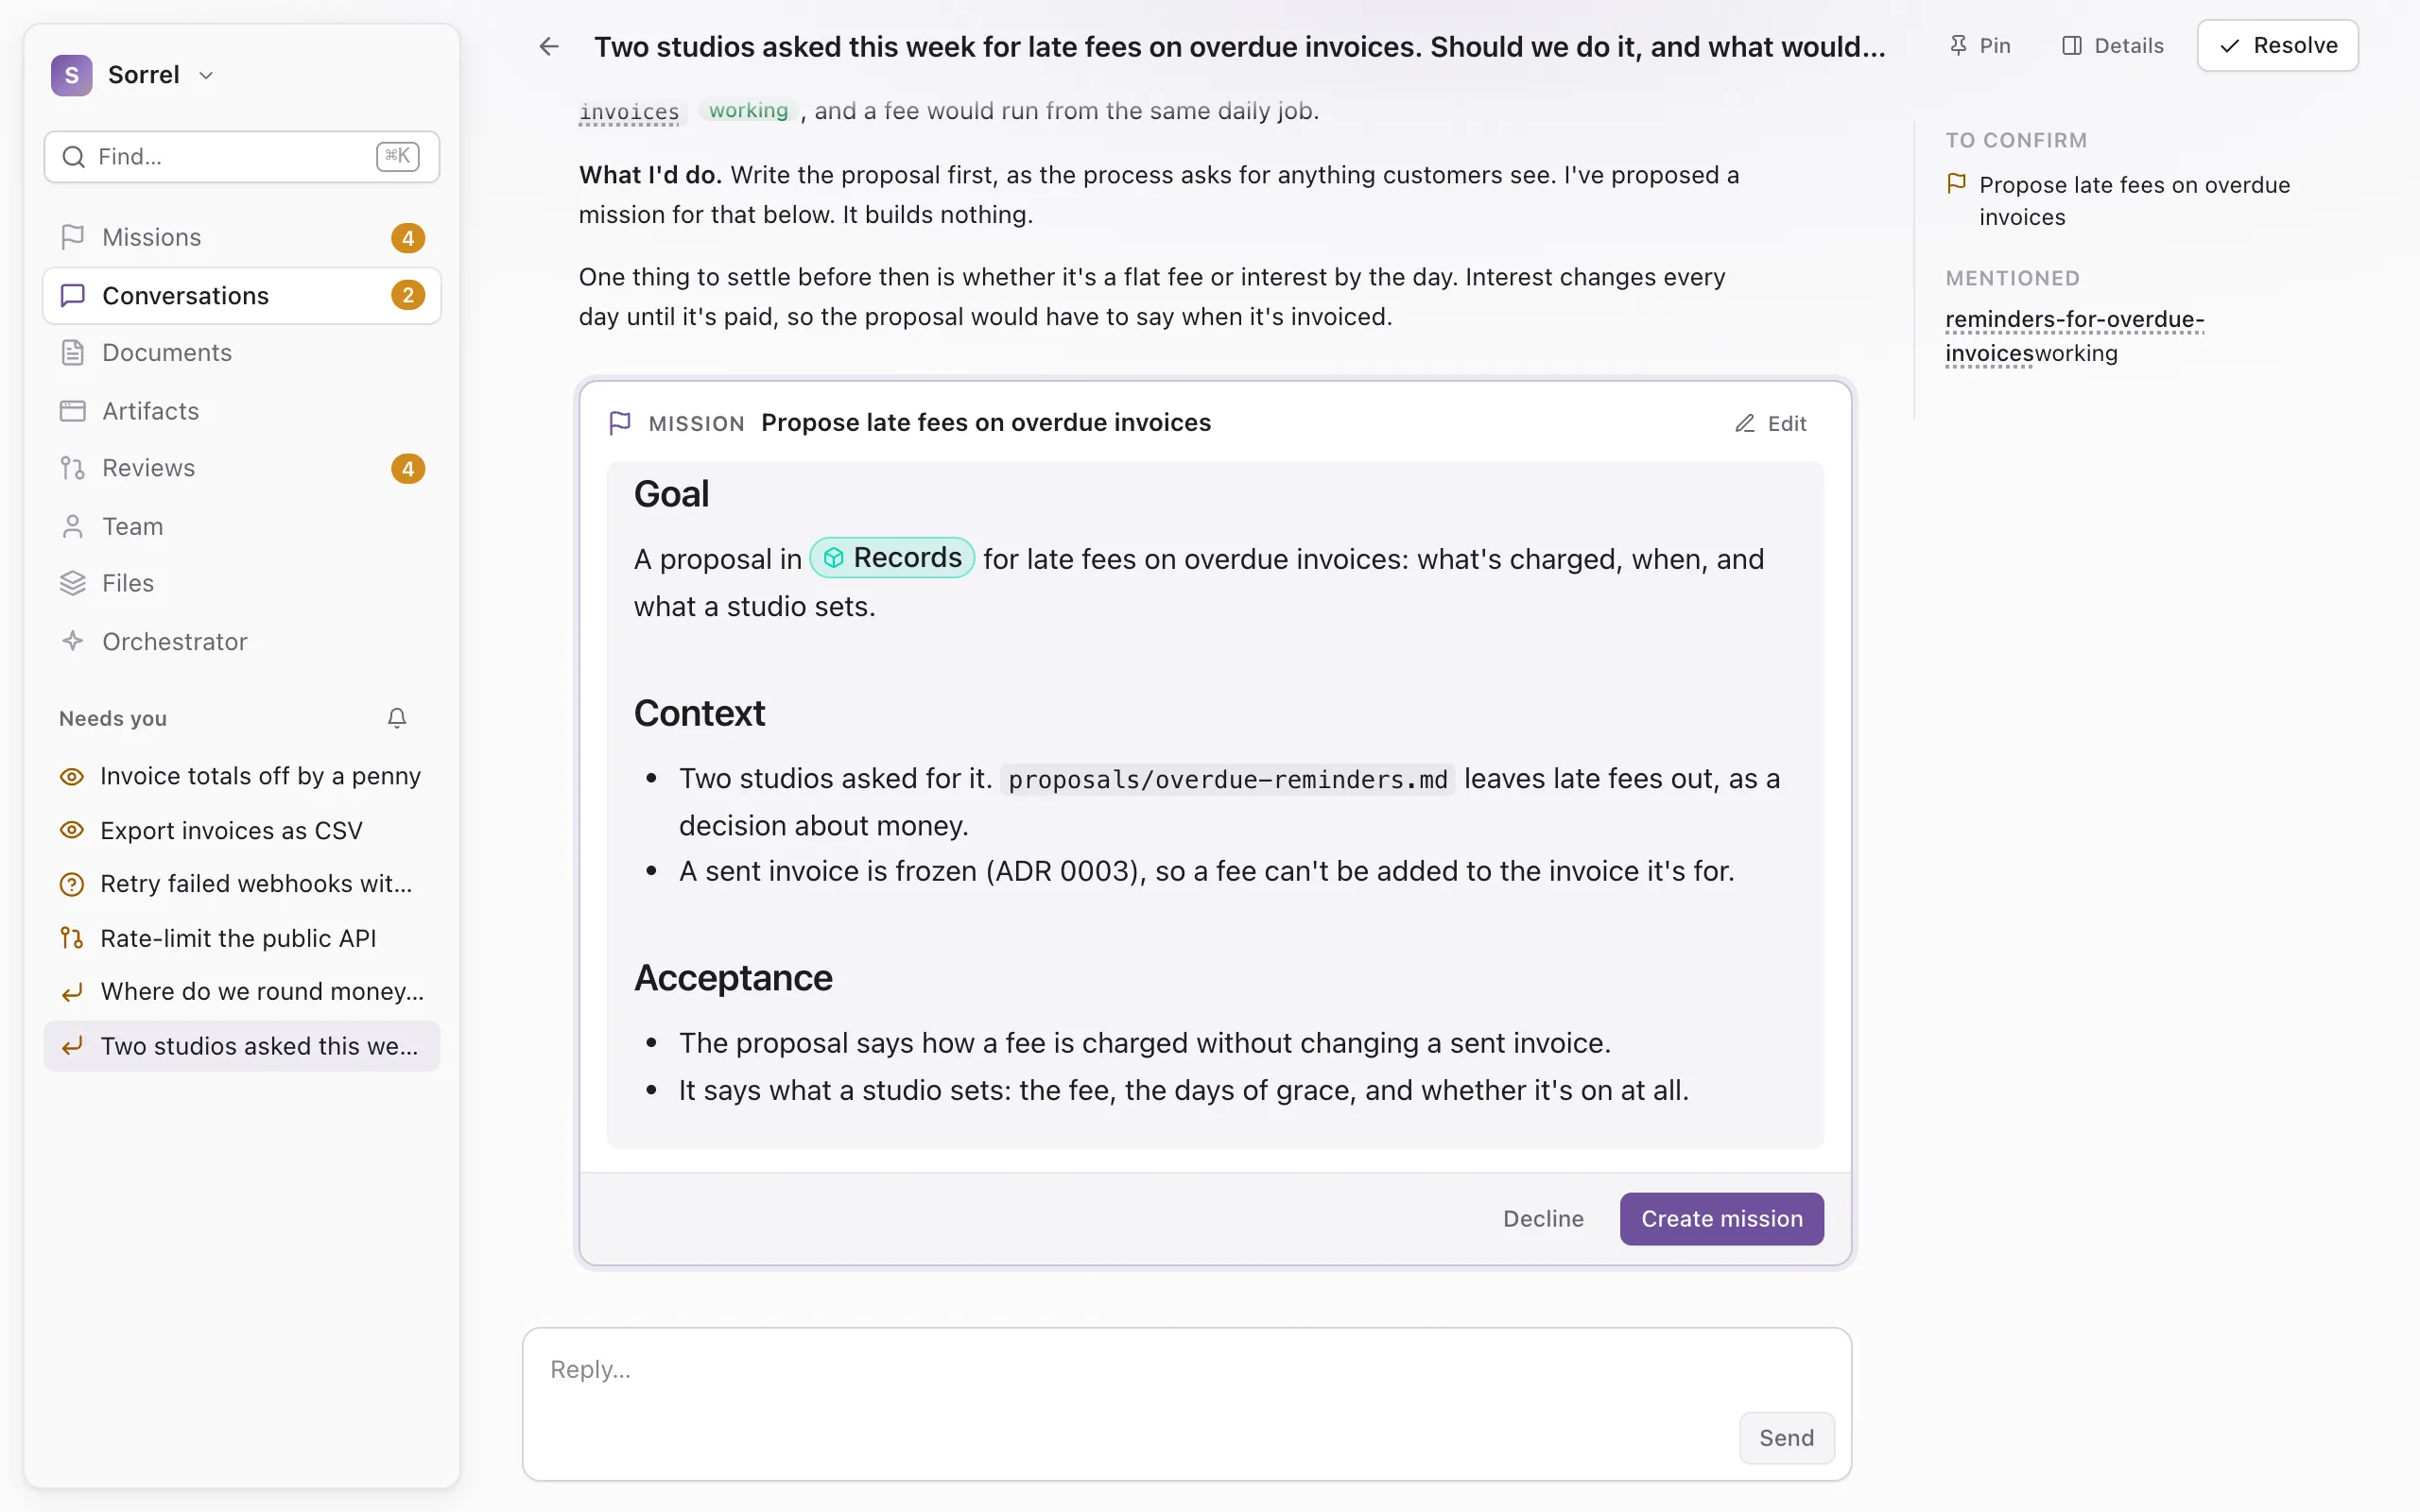 S Sorrel
Find... ⌘K
Missions 4
Conversations 2
Documents
Artifacts
Reviews 4
Team
Files
Orchestrator
Needs you
Invoice totals off by a penny
Export invoices as CSV
Retry failed webhooks wit...
Rate-limit the public API
Where do we round money...
Two studios asked this we...
Two studios asked this week for late fees on overdue invoices. Should we do it, and what would...
Pin
Details
Resolve
invoices working , and a fee would run from the same daily job.
What I'd do. Write the proposal first, as the process asks for anything customers see. I've proposed a
mission for that below. It builds nothing.
One thing to settle before then is whether it's a flat fee or interest by the day. Interest changes every
day until it's paid, so the proposal would have to say when it's invoiced.
MISSION Propose late fees on overdue invoices
Edit
Goal
A proposal in Records for late fees on overdue invoices: what's charged, when, and
what a studio sets.
Context
• Two studios asked for it. proposals/overdue-reminders.md leaves late fees out, as a
decision about money.
• A sent invoice is frozen (ADR 0003), so a fee can't be added to the invoice it's for.
Acceptance
• The proposal says how a fee is charged without changing a sent invoice.
• It says what a studio sets: the fee, the days of grace, and whether it's on at all.
Decline
Create mission
Reply...
Send
TO CONFIRM
Propose late fees on overdue
invoices
MENTIONED
reminders-for-overdue-
invoicesworking